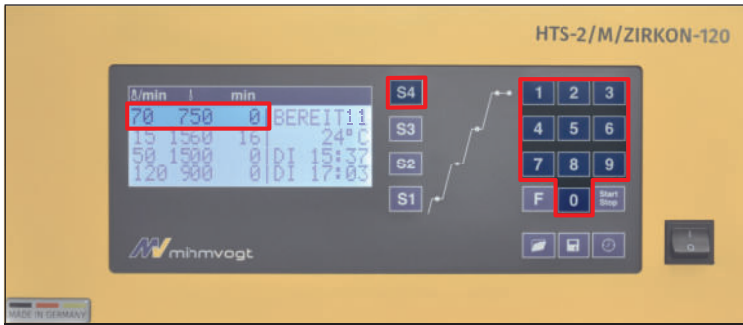 HTS-2/M/ZIRKON-120
δ/min ⌊ min
70 750 0 BEREIT11
15 1560 16 24°C
50 1500 0 DI 15:37
120 900 0 DI 17:03
S4
S3
S2
S1
1 2 3
4 5 6
7 8 9
F 0 Start Stop
mihmvogt
MADE IN GERMANY